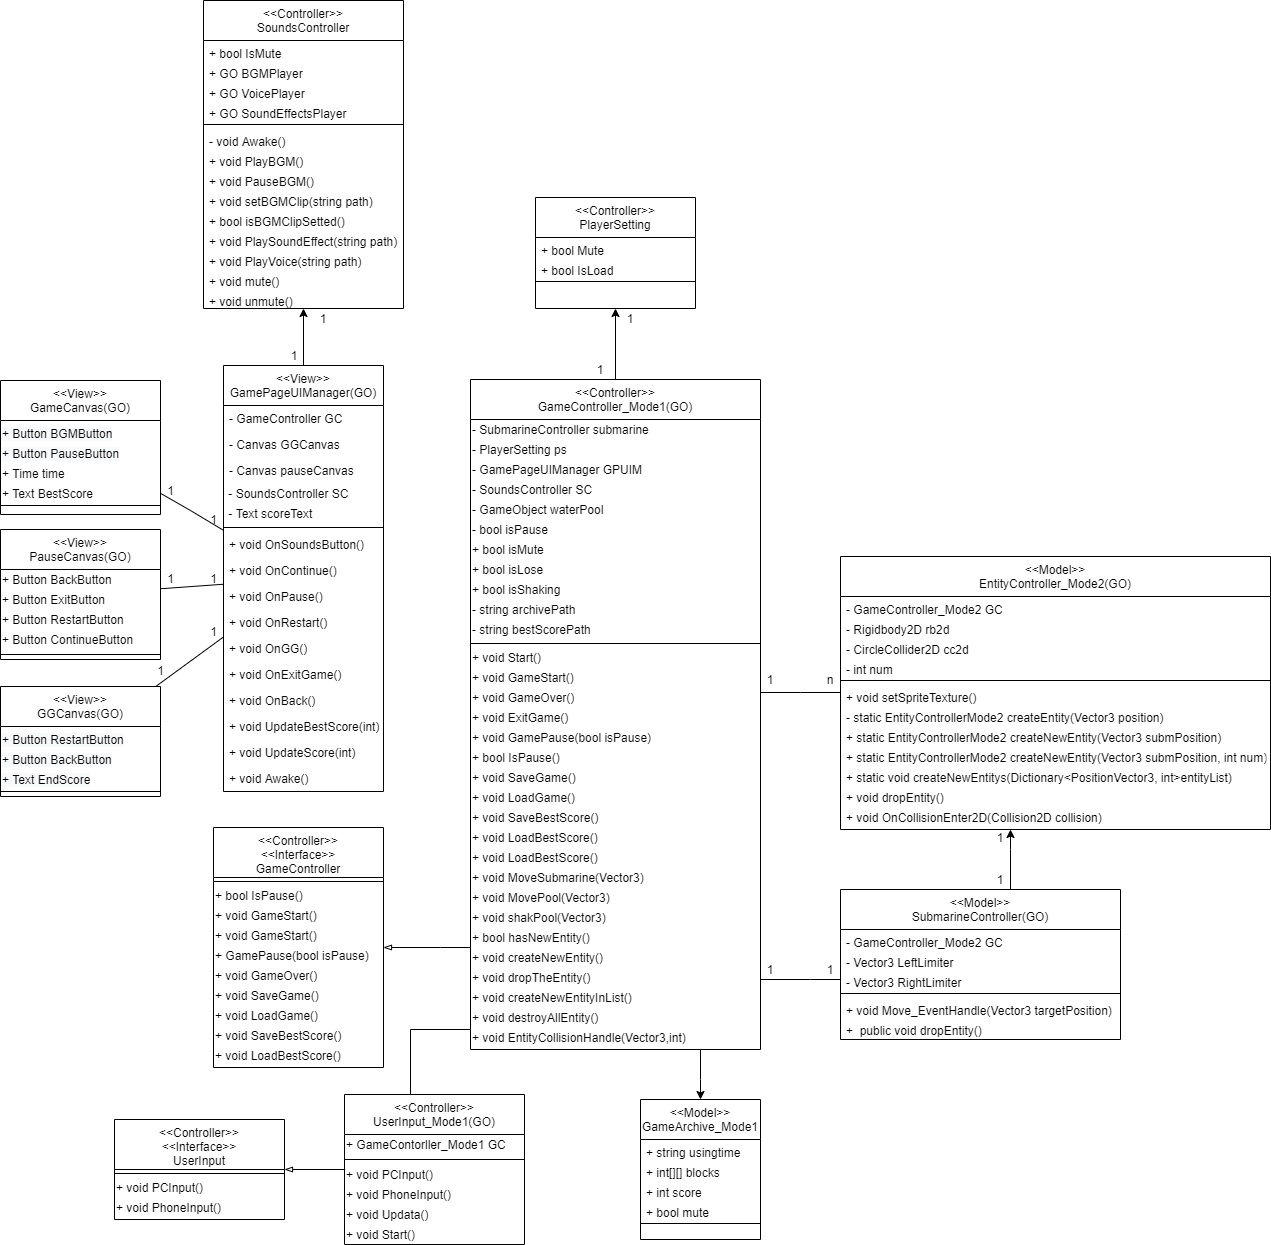 <<Controller>>
SoundsController
+ bool IsMute
+ GO BGMPlayer
+ GO VoicePlayer
+ GO SoundEffectsPlayer
- void Awake()
+ void PlayBGM()
+ void PauseBGM()
+ void setBGMClip(string path)
+ bool isBGMClipSetted()
+ void PlaySoundEffect(string path)
+ void PlayVoice(string path)
+ void mute()
+ void unmute()
1
1
<<Controller>>
PlayerSetting
+ bool Mute
+ bool IsLoad
1
1
<<View>>
GameCanvas(GO)
+ Button BGMButton
+ Button PauseButton
+ Time time
+ Text BestScore
1
1
<<View>>
PauseCanvas(GO)
+ Button BackButton
+ Button ExitButton
+ Button RestartButton
+ Button ContinueButton
1
1
<<View>>
GGCanvas(GO)
+ Button RestartButton
+ Button BackButton
+ Text EndScore
1
1
<<View>>
GamePageUIManager(GO)
- GameController GC
- Canvas GGCanvas
- Canvas pauseCanvas
- SoundsController SC
- Text scoreText
+ void OnSoundsButton()
+ void OnContinue()
+ void OnPause()
+ void OnRestart()
+ void OnGG()
+ void OnExitGame()
+ void OnBack()
+ void UpdateBestScore(int)
+ void UpdateScore(int)
+ void Awake()
<<Controller>>
GameController_Mode1(GO)
- SubmarineController submarine
- PlayerSetting ps
- GamePageUIManager GPUIM
- SoundsController SC
- GameObject waterPool
- bool isPause
+ bool isMute
+ bool isLose
+ bool isShaking
- string archivePath
- string bestScorePath
+ void Start()
+ void GameStart()
+ void GameOver()
+ void ExitGame()
+ void GamePause(bool isPause)
+ bool IsPause()
+ void SaveGame()
+ void LoadGame()
+ void SaveBestScore()
+ void LoadBestScore()
+ void LoadBestScore()
+ void MoveSubmarine(Vector3)
+ void MovePool(Vector3)
+ void shakPool(Vector3)
+ bool hasNewEntity()
+ void createNewEntity()
+ void dropTheEntity()
+ void createNewEntityInList()
+ void destroyAllEntity()
+ void EntityCollisionHandle(Vector3,int)
1
n
<<Model>>
EntityController_Mode2(GO)
- GameController_Mode2 GC
- Rigidbody2D rb2d
- CircleCollider2D cc2d
- int num
+ void setSpriteTexture()
- static EntityControllerMode2 createEntity(Vector3 position)
+ static EntityControllerMode2 createNewEntity(Vector3 submPosition)
+ static EntityControllerMode2 createNewEntity(Vector3 submPosition, int num)
+ static void createNewEntitys(Dictionary<PositionVector3, int>entityList)
+ void dropEntity()
+ void OnCollisionEnter2D(Collision2D collision)
1
1
<<Model>>
SubmarineController(GO)
- GameController_Mode2 GC
- Vector3 LeftLimiter
- Vector3 RightLimiter
+ void Move_EventHandle(Vector3 targetPosition)
+  public void dropEntity()
1
1
<<Controller>>
<<Interface>>
GameController
+ bool IsPause()
+ void GameStart()
+ void GameStart()
+ GamePause(bool isPause)
+ void GameOver()
+ void SaveGame()
+ void LoadGame()
+ void SaveBestScore()
+ void LoadBestScore()
<<Controller>>
<<Interface>>
UserInput
+ void PCInput()
+ void PhoneInput()
<<Controller>>
UserInput_Mode1(GO)
+ GameContorller_Mode1 GC
+ void PCInput()
+ void PhoneInput()
+ void Updata()
+ void Start()
<<Model>>
GameArchive_Mode1
+ string usingtime
+ int[][] blocks
+ int score
+ bool mute